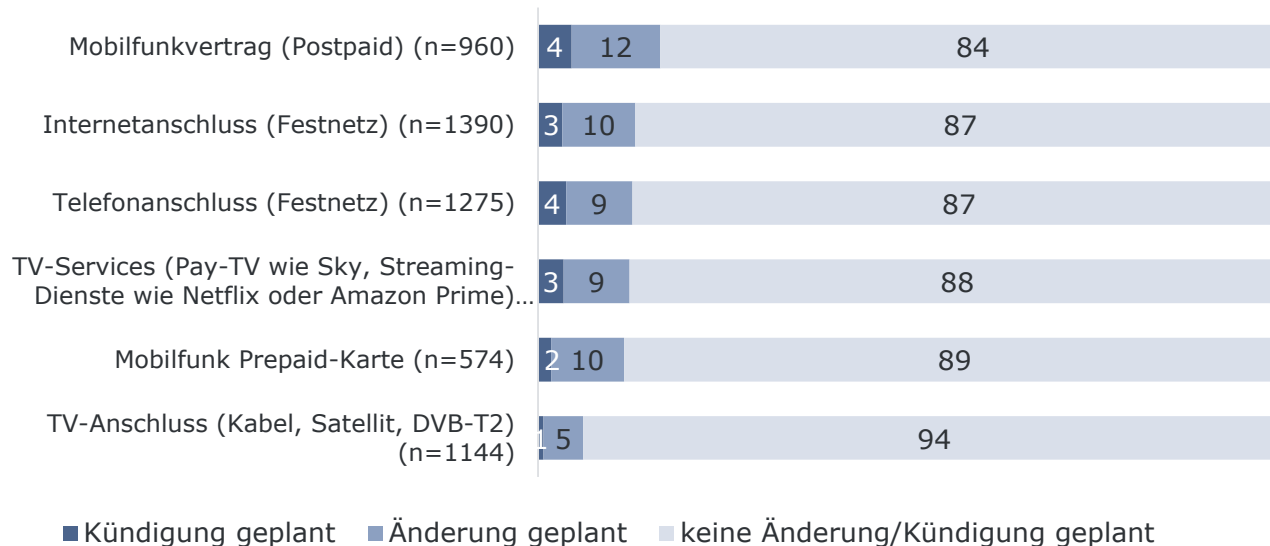 Mobilfunkvertrag (Postpaid) (n=960) 4 12 84
Internetanschluss (Festnetz) (n=1390) 3 10 87
Telefonanschluss (Festnetz) (n=1275) 4 9 87
TV-Services (Pay-TV wie Sky, Streaming-
Dienste wie Netflix oder Amazon Prime)... 3 9 88
Mobilfunk Prepaid-Karte (n=574) 2 10 89
TV-Anschluss (Kabel, Satellit, DVB-T2)
(n=1144) 1 5 94
Kündigung geplant Änderung geplant keine Änderung/Kündigung geplant